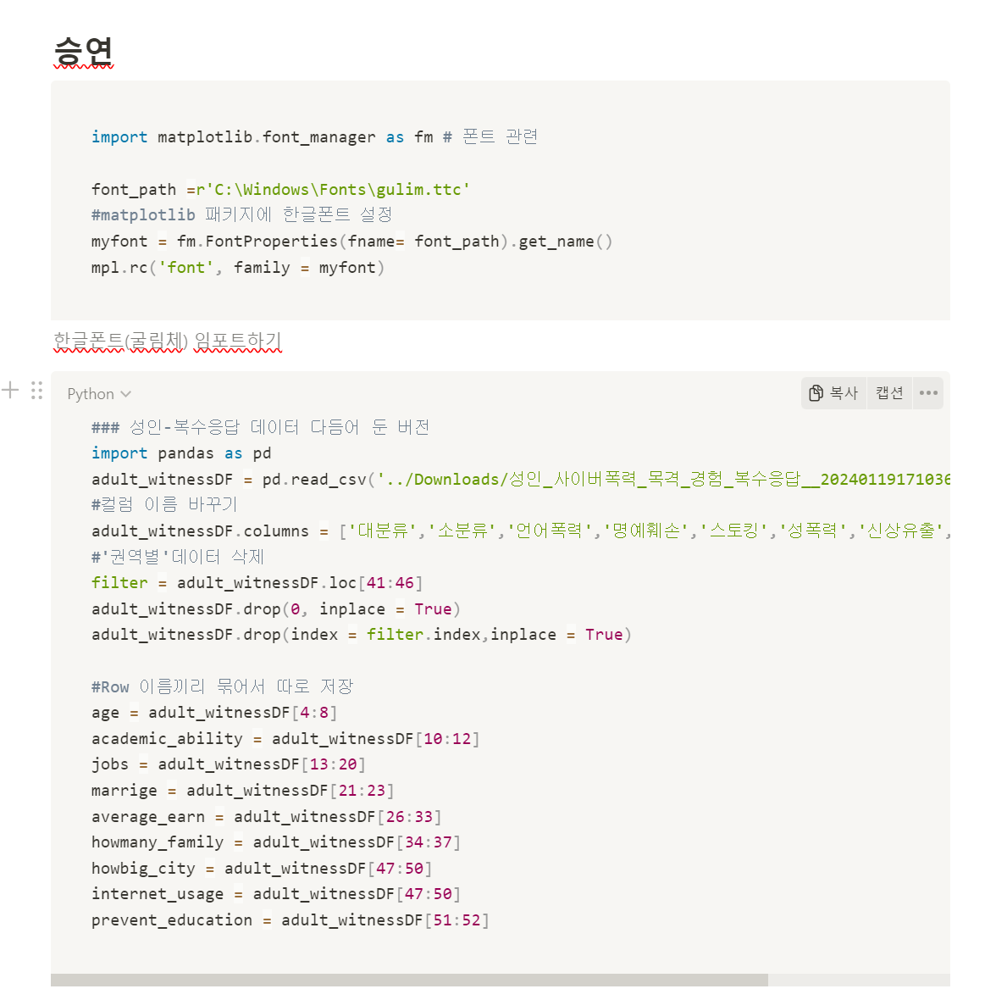 승연
import matplotlib.font_manager as fm # 폰트 관련
font_path =r'C:\Windows\Fonts\gulim.ttc'
#matplotlib 패키지에 한글폰트 설정
myfont = fm.FontProperties(fname= font_path).get_name()
mpl.rc('font', family = myfont)
한글폰트(굴림체) 임포트하기
Python
복사 캡션
### 성인-복수응답 데이터 다듬어 둔 버전
import pandas as pd
adult_witnessDF = pd.read_csv('../Downloads/성인_사이버폭력_목격_경험_복수응답__20240119171036
#컬럼 이름 바꾸기
adult_witnessDF.columns = ['대분류','소분류','언어폭력','명예훼손','스토킹','성폭력','신상유출',
#'권역별'데이터 삭제
filter = adult_witnessDF.loc[41:46]
adult_witnessDF.drop(0, inplace = True)
adult_witnessDF.drop(index = filter.index,inplace = True)
#Row 이름끼리 묶어서 따로 저장
age = adult_witnessDF[4:8]
academic_ability = adult_witnessDF[10:12]
jobs = adult_witnessDF[13:20]
marrige = adult_witnessDF[21:23]
average_earn = adult_witnessDF[26:33]
howmany_family = adult_witnessDF[34:37]
howbig_city = adult_witnessDF[47:50]
internet_usage = adult_witnessDF[47:50]
prevent_education = adult_witnessDF[51:52]